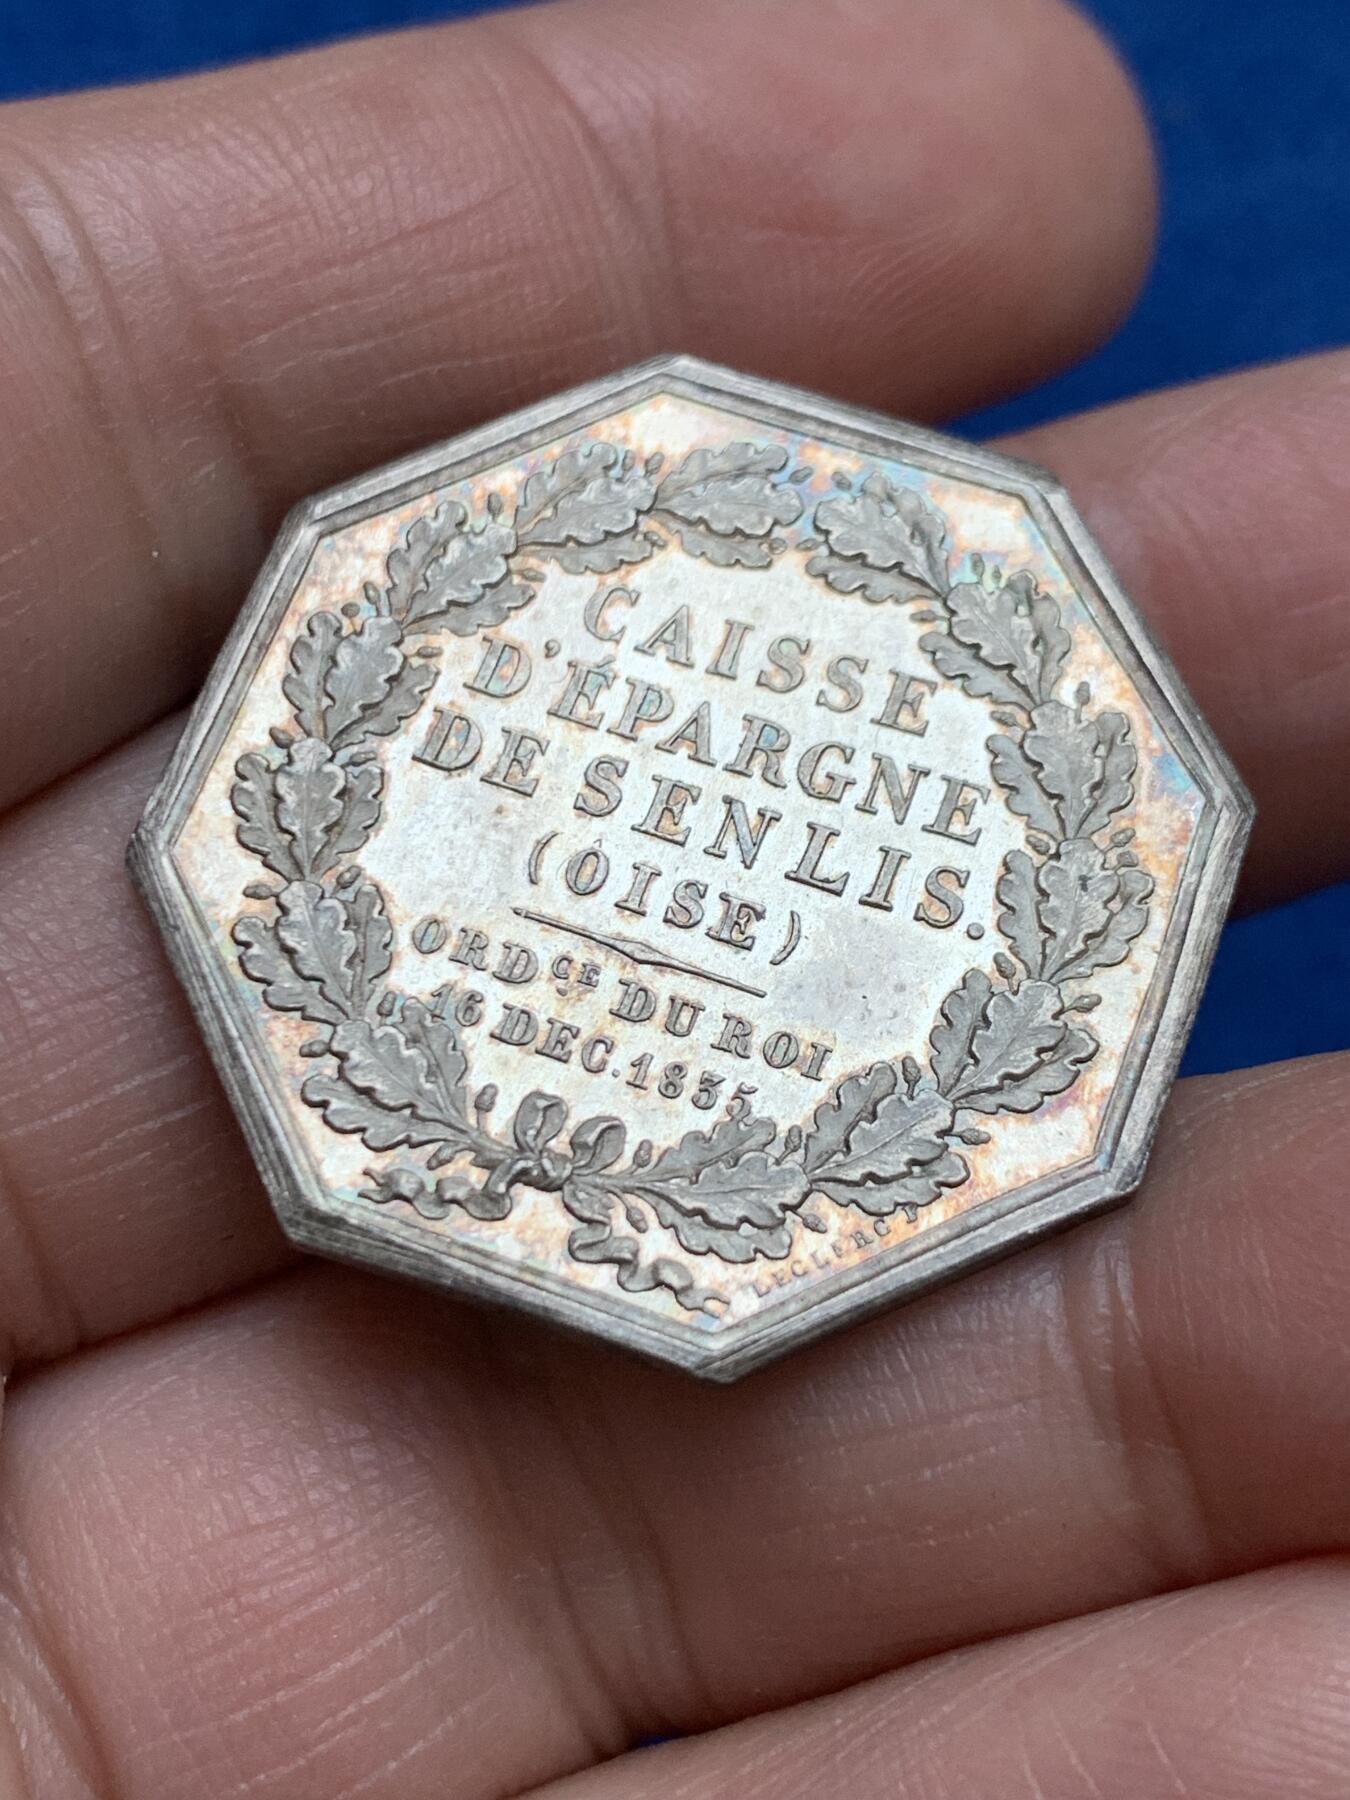 CAISSE
D'ÉPARGNE
DE SENLIS.
(OISE)
ORDCE DU ROI
16 DEC. 1835
LECLERC F